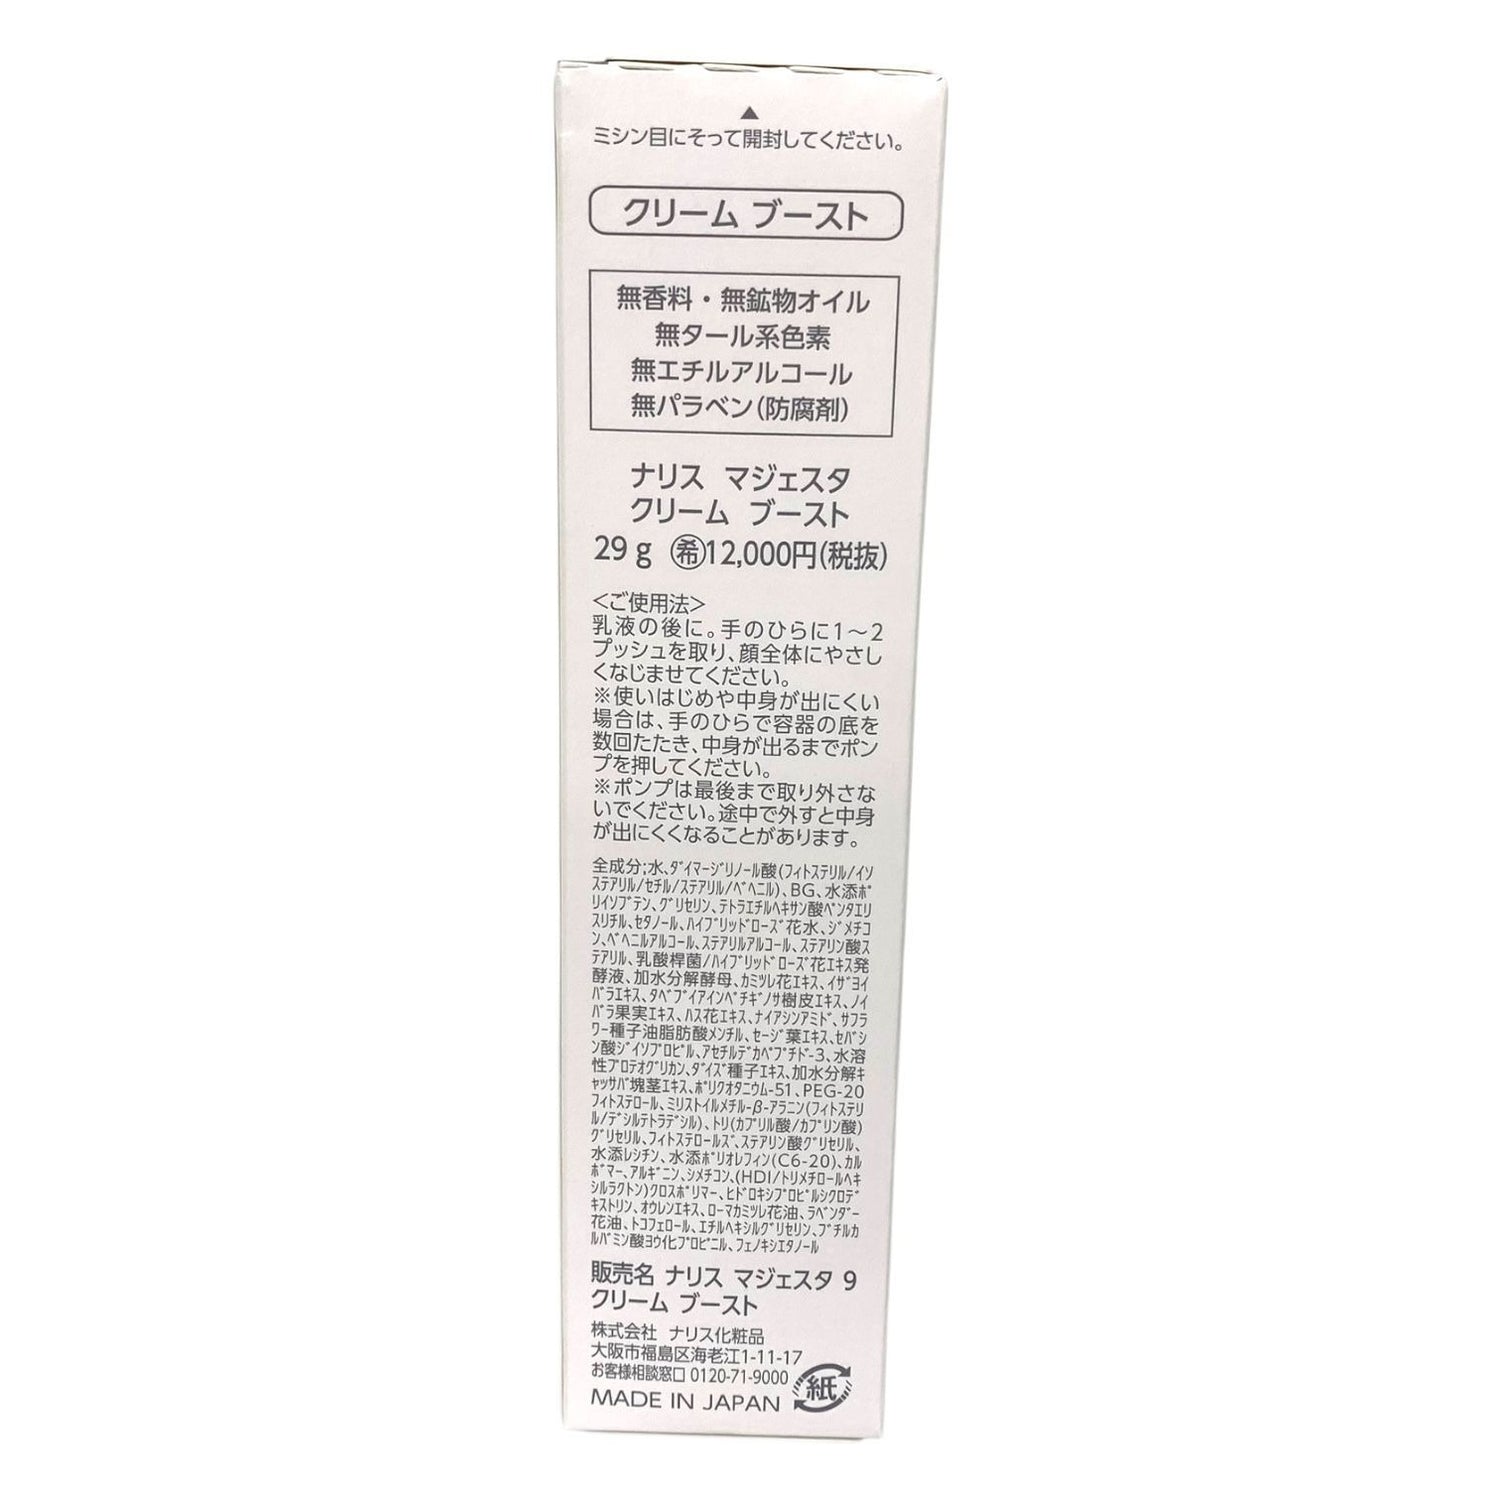 ▲
ミシン目にそって開封してください。
クリーム ブースト
無香料・無鉱物オイル
無タール系色素
無エチルアルコール
無パラベン(防腐剤)
ナリス マジェスタ
クリーム ブースト
29g ㊓12,000円(税抜)
<ご使用法>
乳液の後に。手のひらに1～2
プッシュを取り、顔全体にやさし
くなじませてください。
※使いはじめや中身が出にくい
場合は、手のひらで容器の底を
数回たたき、中身が出るまでポン
プを押してください。
※ポンプは最後まで取り外さな
いでください。途中で外すと中身
が出にくくなることがあります。
全成分;水、ダイマージリノール酸(フィトステリル/イソ
ステアリル/セチル/ステアリル/ベヘニル)、BG、水添ポ
リイソブテン、グリセリン、テトラエチルヘキサン酸ペンタエリ
スリチル、セタノール、ハイブリッドローズ花水、ジメチコ
ン、ベヘニルアルコール、ステアリルアルコール、ステアリン酸ス
テアリル、乳酸桿菌/ハイブリッドローズ花エキス発
酵液、加水分解酵母、カミツレ花エキス、イザヨイ
バラエキス、タベブイアインペチギノサ樹皮エキス、ノイ
バラ果実エキス、ハス花エキス、ナイアシンアミド、サフラ
ワー種子油脂肪酸メンチル、セージ葉エキス、セバシ
ン酸ジイソプロピル、アセチルデカペプチド-3、水溶
性プロテオグリカン、ダイズ種子エキス、加水分解キ
ャッサバ塊茎エキス、ポリクオタニウム-51、PEG-20
フィトステロール、ミリストイルメチル-β-アラニン(フィトステリ
ル/デシルテトラデシル)、トリ(カプリル酸/カプリン酸)
グリセリル、フィトステロールズ、ステアリン酸グリセリル、
水添レシチン、水添ポリオレフィン(C6-20)、カル
ボマー、アルギニン、シメチコン、(HDI/トリメチロールヘキ
シルラクトン)クロスポリマー、ヒドロキシプロピルシクロデ
キストリン、オウレンエキス、ローマカミツレ花油、ラベンダー
花油、トコフェロール、エチルヘキシルグリセリン、ブチルカ
ルバミン酸ヨウ化プロピニル、フェノキシエタノール
販売名 ナリス マジェスタ 9
クリーム ブースト
株式会社 ナリス化粧品
大阪市福島区海老江1-11-17
お客様相談窓口 0120-71-9000
MADE IN JAPAN
紙